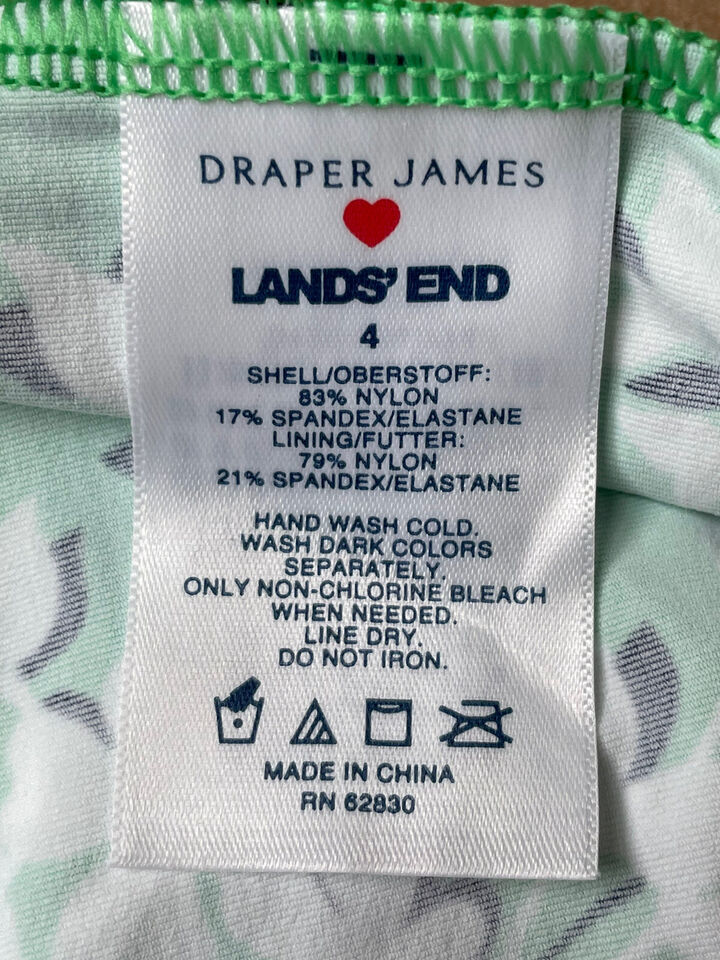 DRAPER JAMES
LANDS' END
4
SHELL/OBERSTOFF:
83% NYLON
17% SPANDEX/ELASTANE
LINING/FUTTER:
79% NYLON
21% SPANDEX/ELASTANE
HAND WASH COLD.
WASH DARK COLORS
SEPARATELY.
ONLY NON-CHLORINE BLEACH
WHEN NEEDED.
LINE DRY.
DO NOT IRON.
MADE IN CHINA
RN 62830